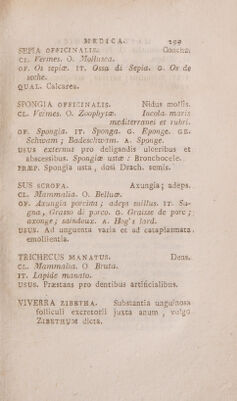 MEDICA. 299
SEPIA OFFICINALIS. Concha.
CL. Vermes. O. Mollusca.
OF. Os sepiæ. IT. Ossa di Sepia. G. Os de
seche.
QUAL. Calcarea.
SPONGIA OFFICINALIS. Nidus mollis.
CL. Vermes. O. Zoophyta. Incola maris
mediterranei et rubri.
OF. Spongia. IT. Sponga. G. Eponge. GE.
Schwam; Badeschwam. A. Sponge.
USUS externus pro deligandis ulceribus et
abscessibus. Spongiæ ustæ: Bronchocele.
PRÆP. Spongia usta, dosi Drach. semis.
SUS SCROFA. Axungia; adeps.
CL. Mammalia. O. Belluæ.
OF. Axungia porcina; adeps suillus. IT. Su-
gna, Grasso di porco. G. Graisse de porc;
axonge; saindoux. A. Hog's lard.
USUS. Ad unguenta varia et ad cataplasmata
emollientia.
TRICHECUS MANATUS. Dens.
CL. Mammalia. O Bruta.
IT. Lapide manato.
USUS. Præstans pro dentibus artificialibus.
VIVERRA ZIBETHA. Substantia unguinosa
folliculi excretorii juxta anum, vulgo
ZIBETHUM dicta.